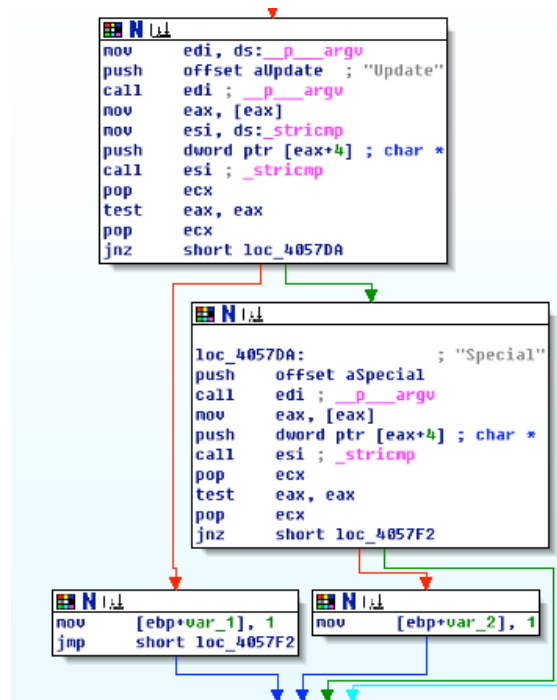 N
mov edi, ds:__p___argv
push offset aUpdate ; "Update"
call edi ; __p___argv
mov eax, [eax]
mov esi, ds:_stricmp
push dword ptr [eax+4] ; char *
call esi ; _stricmp
pop ecx
test eax, eax
pop ecx
jnz short loc_4057DA
N
loc_4057DA: ; "Special"
push offset aSpecial
call edi ; __p___argv
mov eax, [eax]
push dword ptr [eax+4] ; char *
call esi ; _stricmp
pop ecx
test eax, eax
pop ecx
jnz short loc_4057F2
N
mov [ebp+var_1], 1
jmp short loc_4057F2
N
mov [ebp+var_2], 1